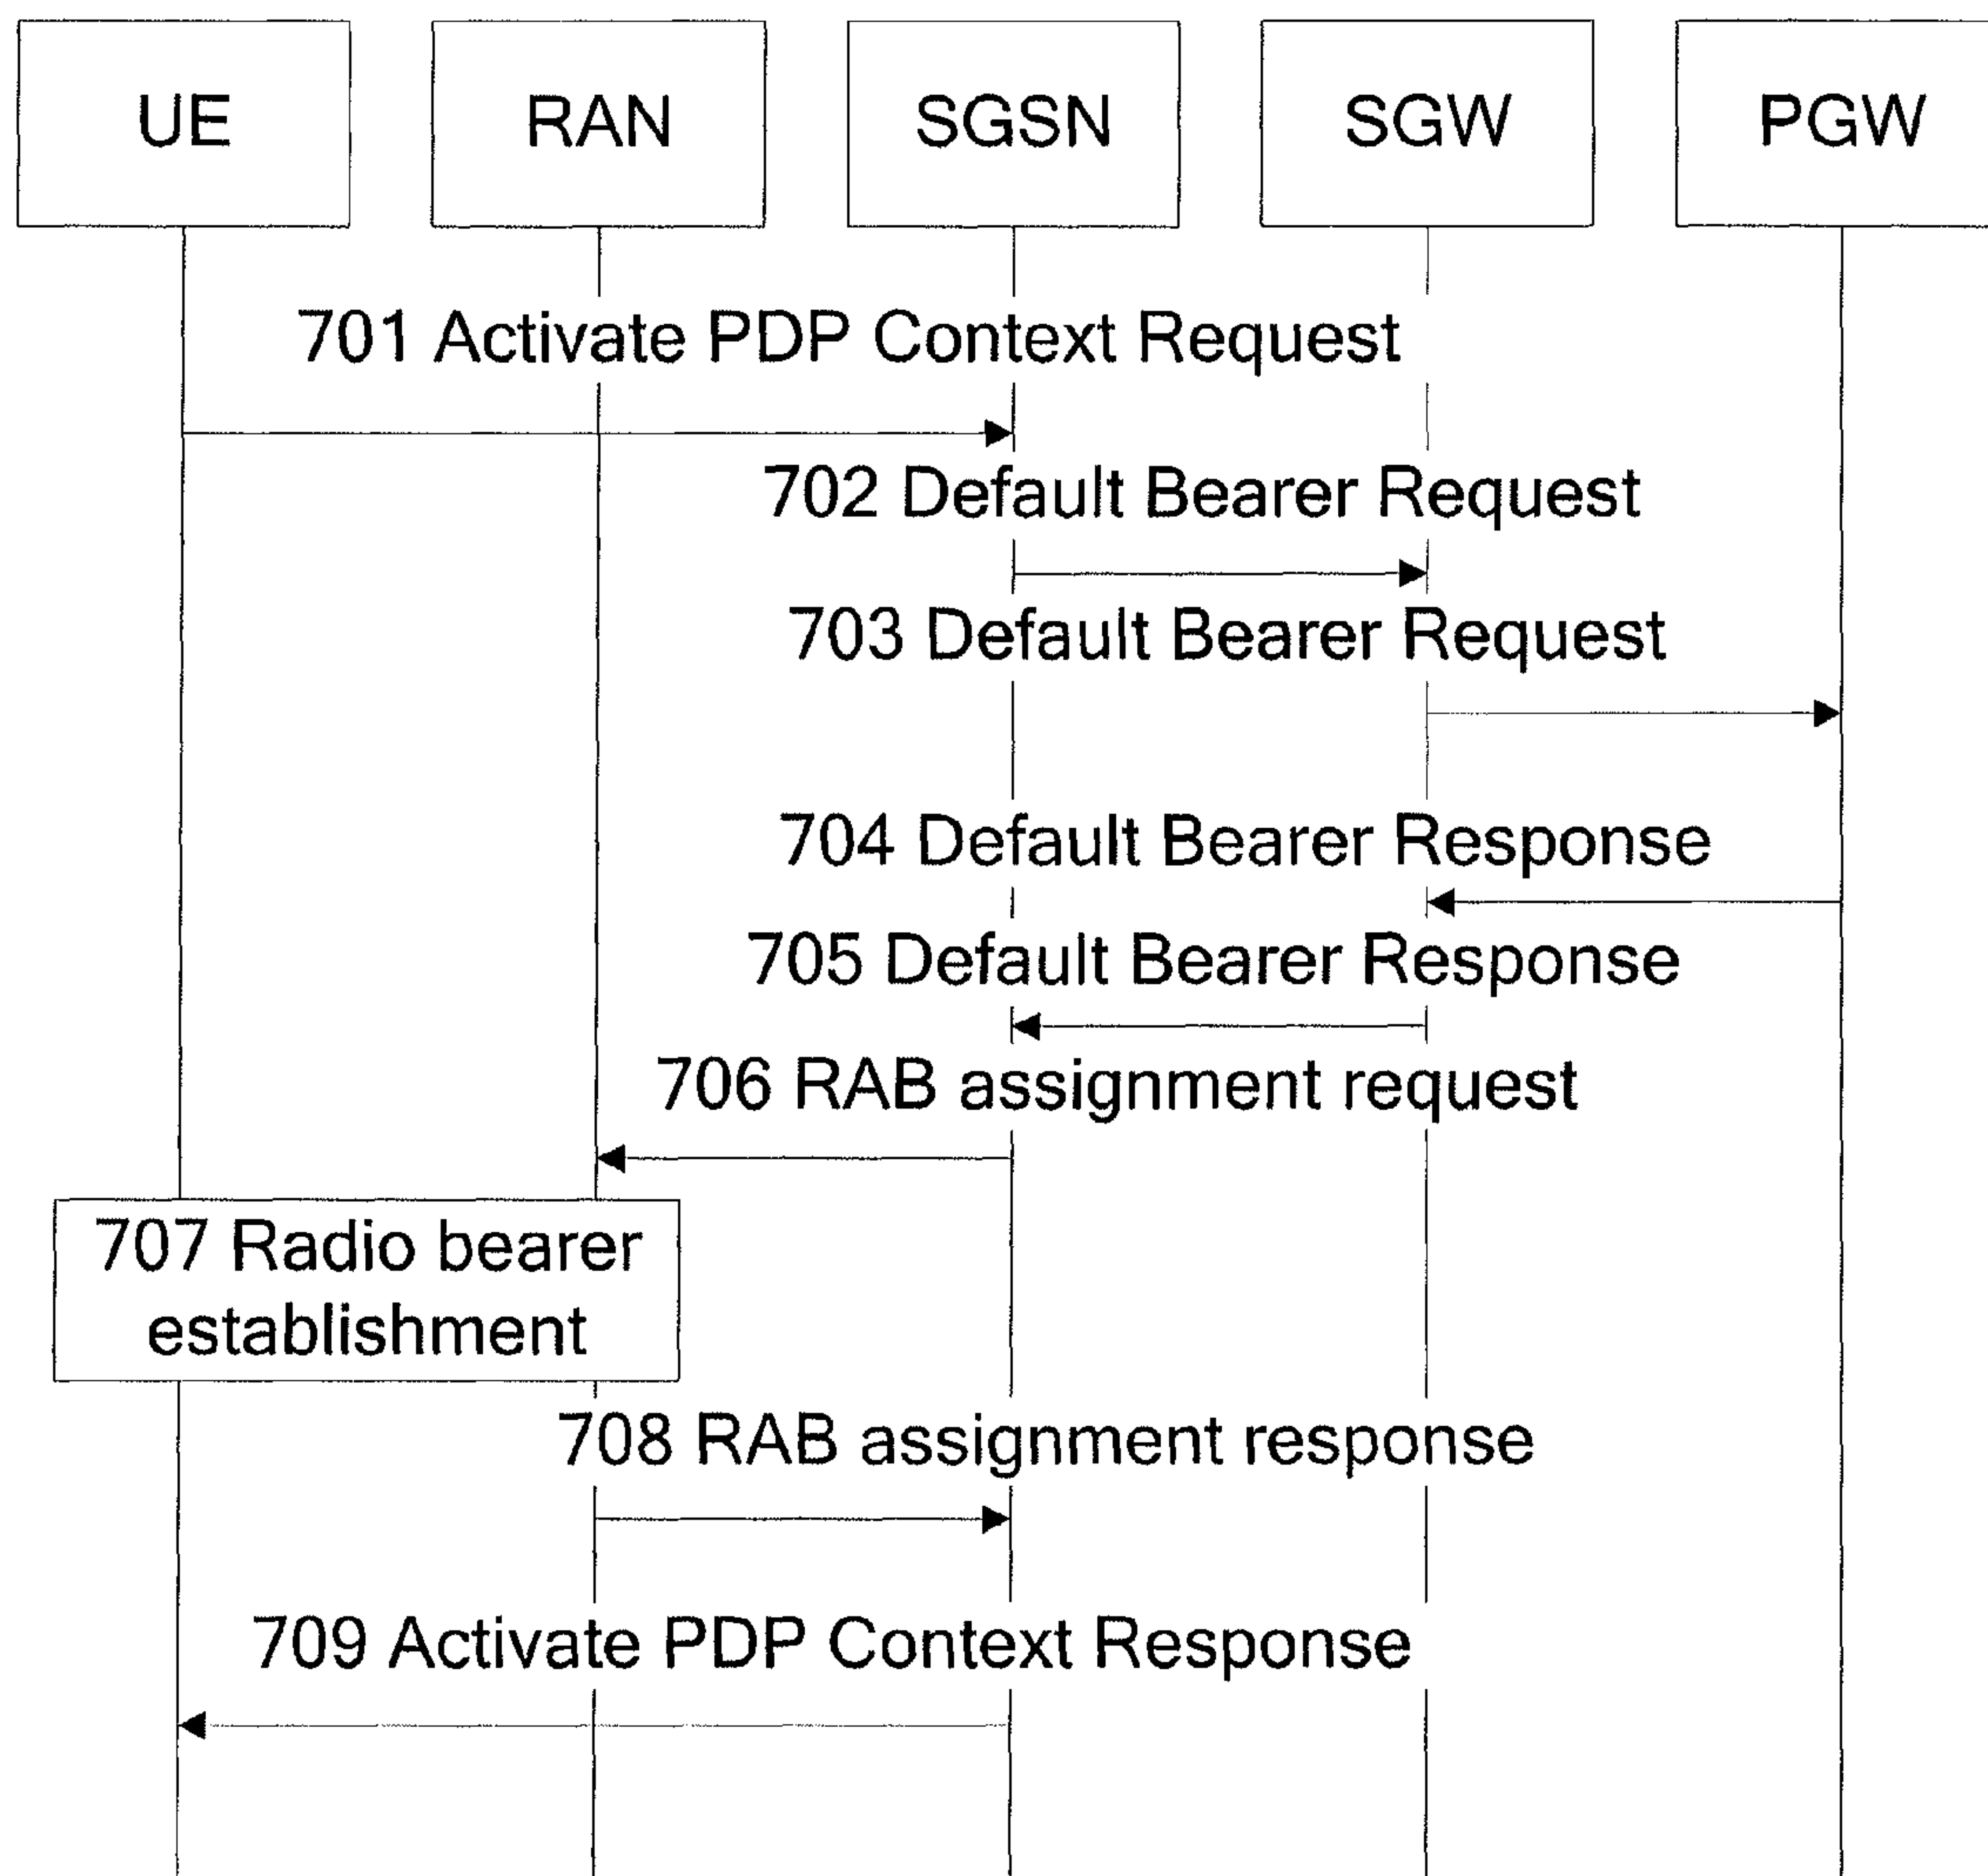 UE RAN SGSN SGW PGW
701 Activate PDP Context Request
702 Default Bearer Request
703 Default Bearer Request
704 Default Bearer Response
705 Default Bearer Response
706 RAB assignment request
707 Radio bearer
establishment
708 RAB assignment response
709 Activate PDP Context Response